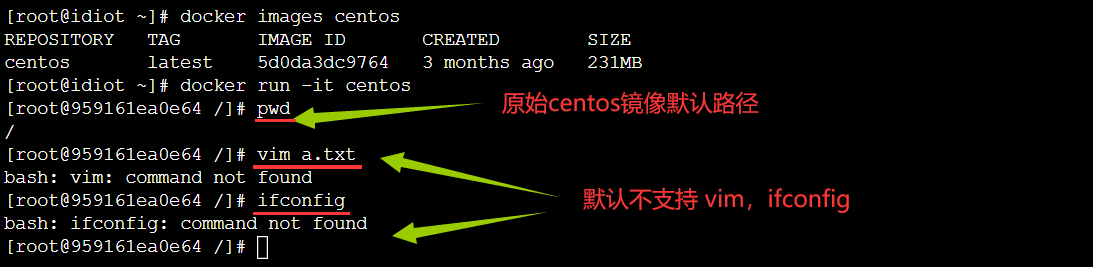 [root@idiot ~]# docker images centos
REPOSITORY   TAG       IMAGE ID       CREATED        SIZE
centos       latest    5d0da3dc9764   3 months ago   231MB
[root@idiot ~]# docker run -it centos
[root@959161ea0e64 /]# pwd
原始centos镜像默认路径
/
[root@959161ea0e64 /]# vim a.txt
bash: vim: command not found
[root@959161ea0e64 /]# ifconfig
默认不支持 vim，ifconfig
bash: ifconfig: command not found
[root@959161ea0e64 /]#